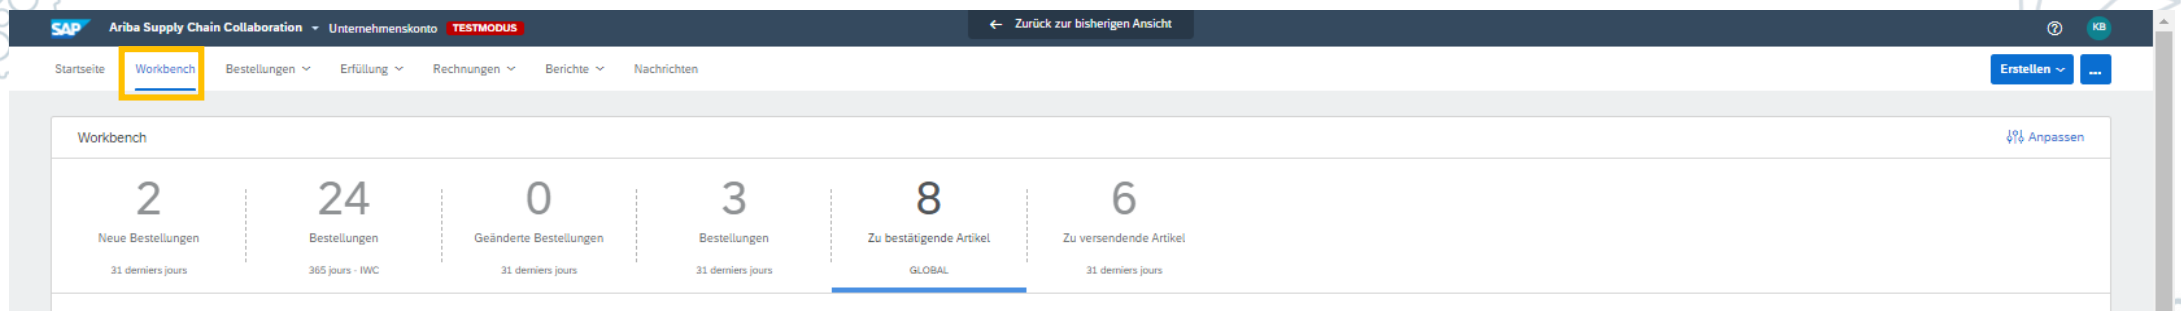 SAP Ariba Supply Chain Collaboration Unternehmenskonto TESTMODUS ← Zurück zur bisherigen Ansicht ? KB
Startseite Workbench Bestellungen Erfüllung Rechnungen Berichte Nachrichten Erstellen ...
Workbench Anpassen
2 24 0 3 8 6
Neue Bestellungen Bestellungen Geänderte Bestellungen Bestellungen Zu bestätigende Artikel Zu versendende Artikel
31 derniers jours 365 jours - IWC 31 derniers jours 31 derniers jours GLOBAL 31 derniers jours